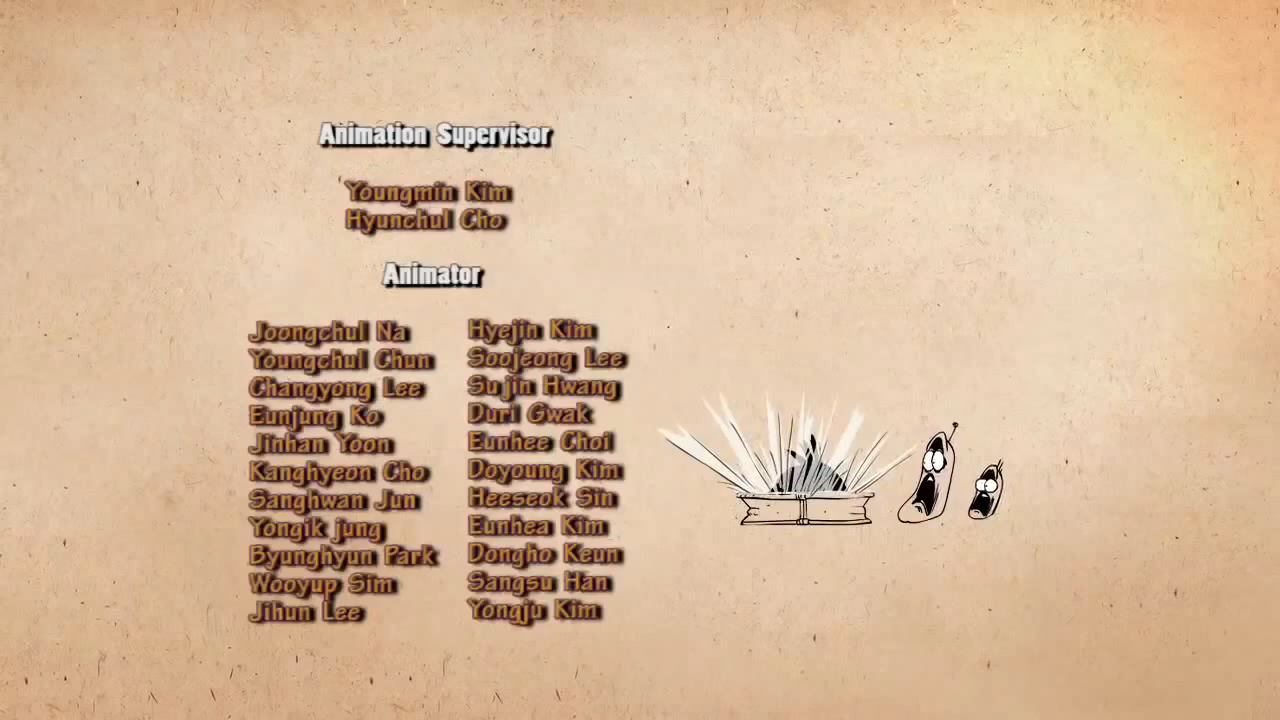 Animation Supervisor
Youngmin Kim
Hyunchul Cho
Animator
Joongchul Na
Youngchul Chun
Changyong Lee
Eunjung Ko
Jinhan Yoon
Kanghyeon Cho
Sanghwan Jun
Yongik jung
Byunghyun Park
Wooyup Sim
Jihun Lee
Hyejin Kim
Soojeong Lee
Sujin Hwang
Duri Gwak
Eunhee Choi
Doyoung Kim
Heeseok Sin
Eunhea Kim
Dongho Keun
Sangsu Han
Yongju Kim